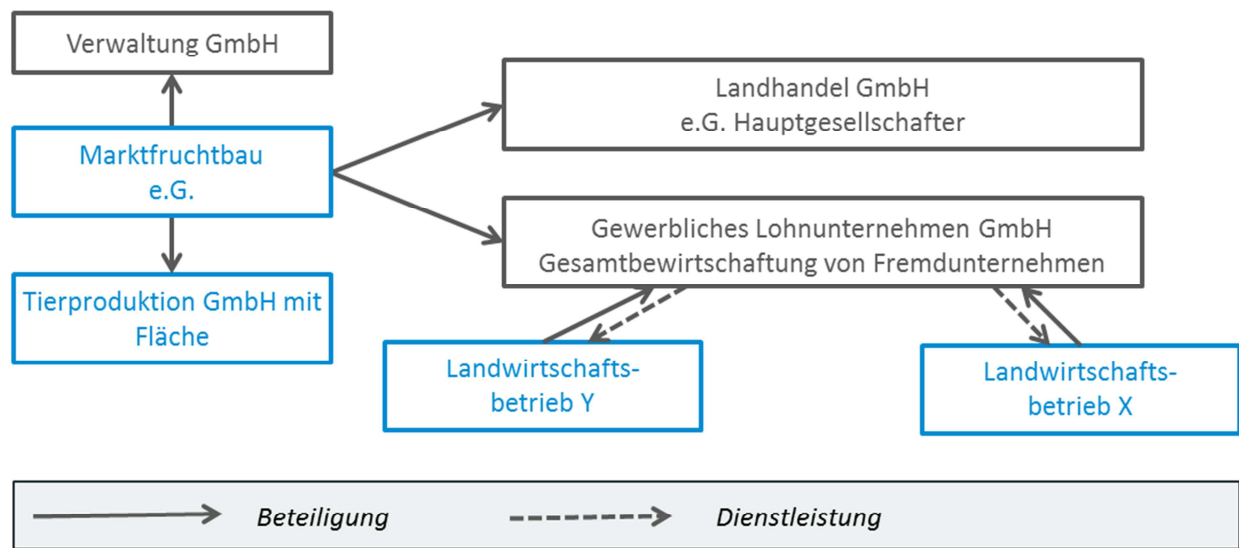 Verwaltung GmbH
Marktfruchtbau
e.G.
Tierproduktion GmbH mit
Fläche
Landhandel GmbH
e.G. Hauptgesellschafter
Gewerbliches Lohnunternehmen GmbH
Gesamtbewirtschaftung von Fremdunternehmen
Landwirtschafts-
betrieb Y
Landwirtschafts-
betrieb X
Beteiligung
Dienstleistung